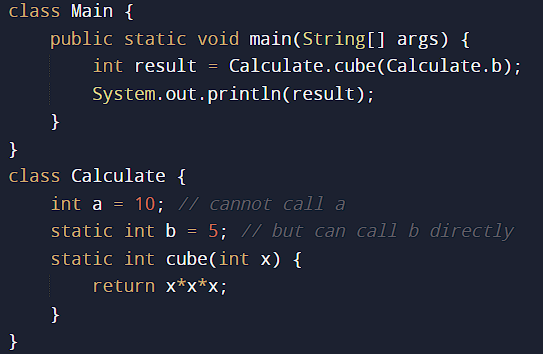 class Main {
    public static void main(String[] args) {
        int result = Calculate.cube(Calculate.b);
        System.out.println(result);
    }
}
class Calculate {
    int a = 10; // cannot call a
    static int b = 5; // but can call b directly
    static int cube(int x) {
        return x*x*x;
    }
}